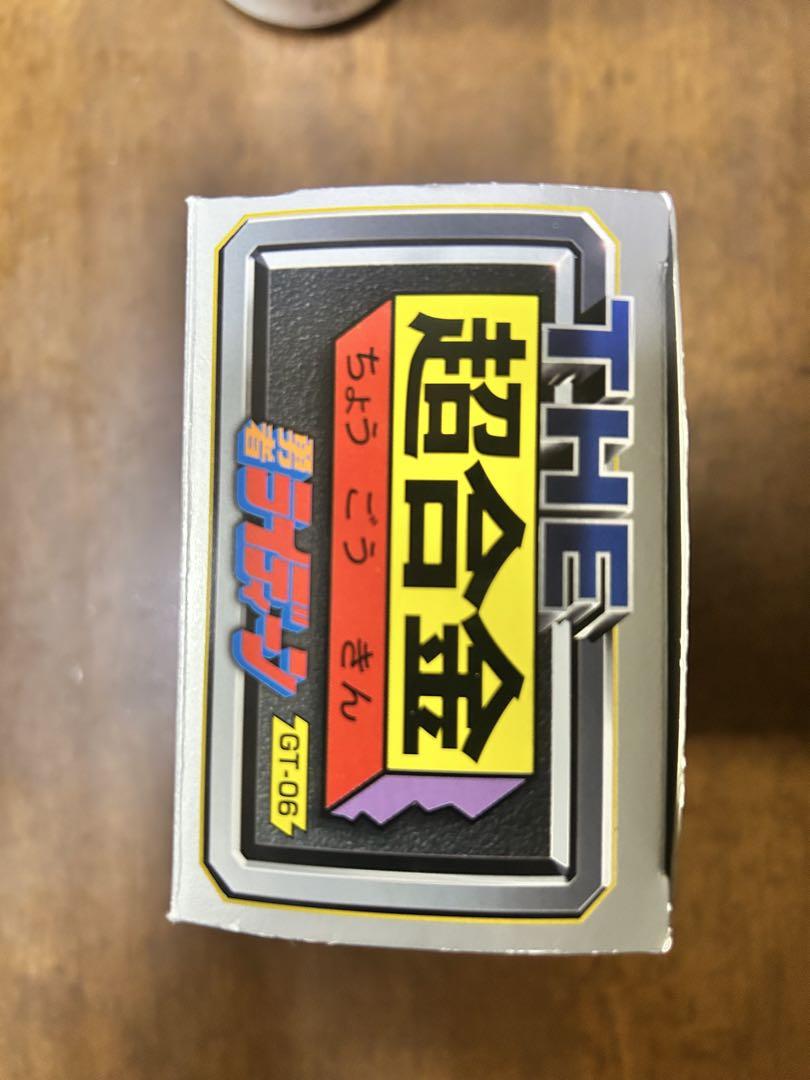 THE
超合金
ちょうごうきん
勇者ライディーン
GT-06